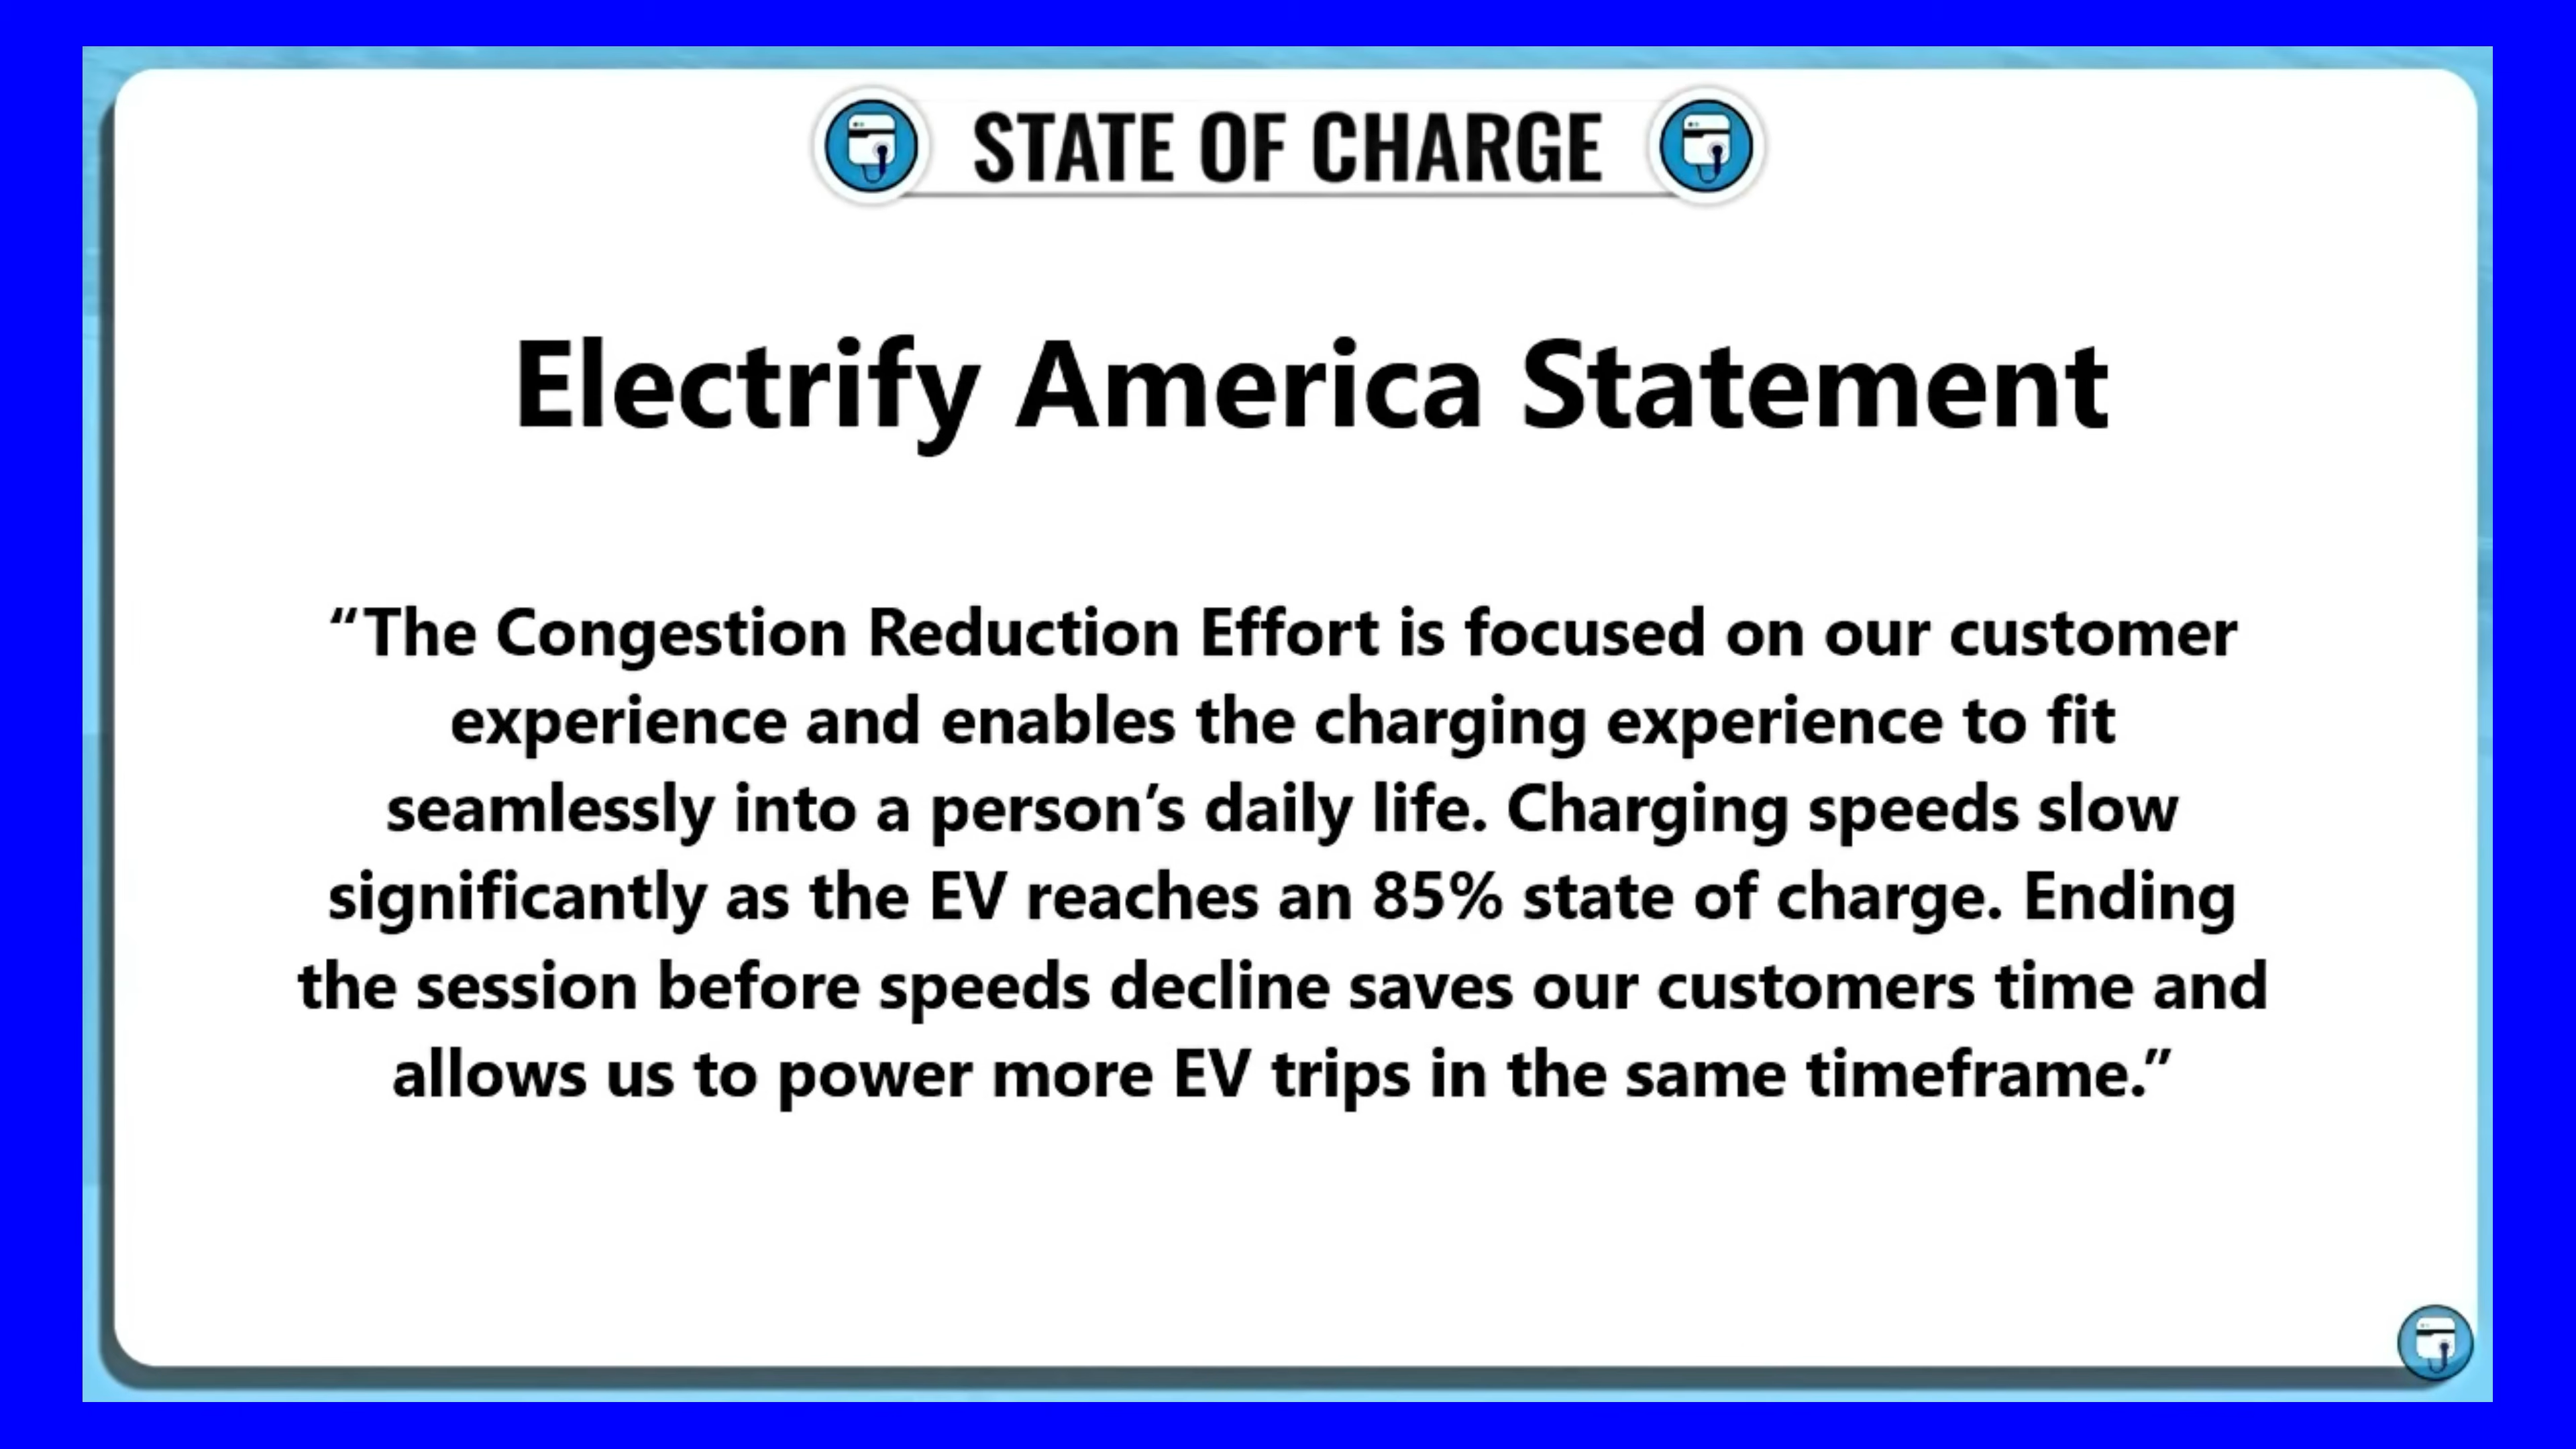 STATE OF CHARGE
Electrify America Statement
“The Congestion Reduction Effort is focused on our customer
experience and enables the charging experience to fit
seamlessly into a person’s daily life. Charging speeds slow
significantly as the EV reaches an 85% state of charge. Ending
the session before speeds decline saves our customers time and
allows us to power more EV trips in the same timeframe.”